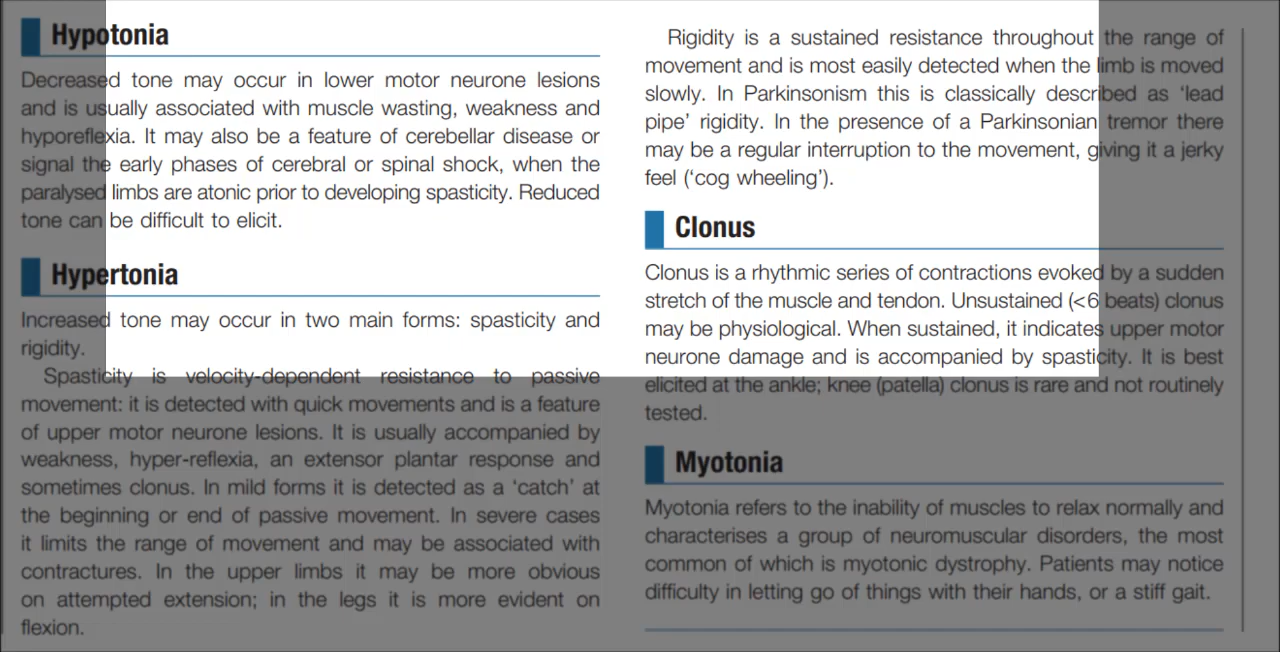 Hypotonia
Decreased tone may occur in lower motor neurone lesions
and is usually associated with muscle wasting, weakness and
hyporeflexia. It may also be a feature of cerebellar disease or
signal the early phases of cerebral or spinal shock, when the
paralysed limbs are atonic prior to developing spasticity. Reduced
tone can be difficult to elicit.
Hypertonia
Increased tone may occur in two main forms: spasticity and
rigidity.
Spasticity is velocity-dependent resistance to passive
movement: it is detected with quick movements and is a feature
of upper motor neurone lesions. It is usually accompanied by
weakness, hyper-reflexia, an extensor plantar response and
sometimes clonus. In mild forms it is detected as a ‘catch’ at
the beginning or end of passive movement. In severe cases
it limits the range of movement and may be associated with
contractures. In the upper limbs it may be more obvious
on attempted extension; in the legs it is more evident on
flexion.
Rigidity is a sustained resistance throughout the range of
movement and is most easily detected when the limb is moved
slowly. In Parkinsonism this is classically described as ‘lead
pipe’ rigidity. In the presence of a Parkinsonian tremor there
may be a regular interruption to the movement, giving it a jerky
feel (‘cog wheeling’).
Clonus
Clonus is a rhythmic series of contractions evoked by a sudden
stretch of the muscle and tendon. Unsustained (<6 beats) clonus
may be physiological. When sustained, it indicates upper motor
neurone damage and is accompanied by spasticity. It is best
elicited at the ankle; knee (patella) clonus is rare and not routinely
tested.
Myotonia
Myotonia refers to the inability of muscles to relax normally and
characterises a group of neuromuscular disorders, the most
common of which is myotonic dystrophy. Patients may notice
difficulty in letting go of things with their hands, or a stiff gait.